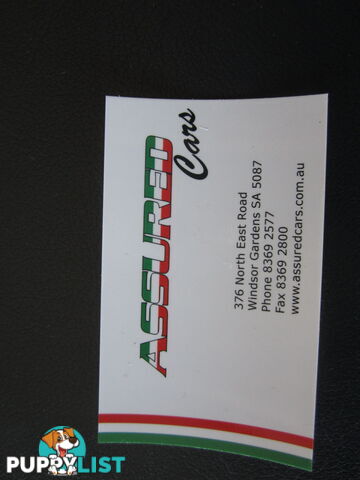 ASSURED
Cars
376 North East Road
Windsor Gardens SA 5087
Phone 8369 2577
Fax 8369 2800
www.assuredcars.com.au
PUPPYLIST